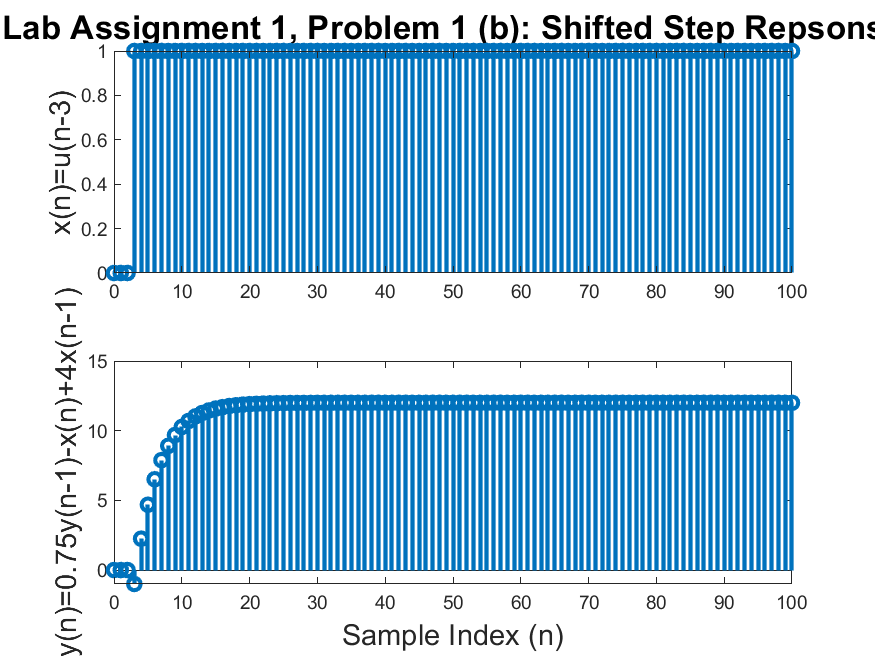 Lab Assignment 1, Problem 1 (b): Shifted Step Repsons
x(n)=u(n-3)
1
0.8
0.6
0.4
0.2
0
0 10 20 30 40 50 60 70 80 90 100
y(n)=0.75y(n-1)-x(n)+4x(n-1)
15
10
5
0
0 10 20 30 40 50 60 70 80 90 100
Sample Index (n)